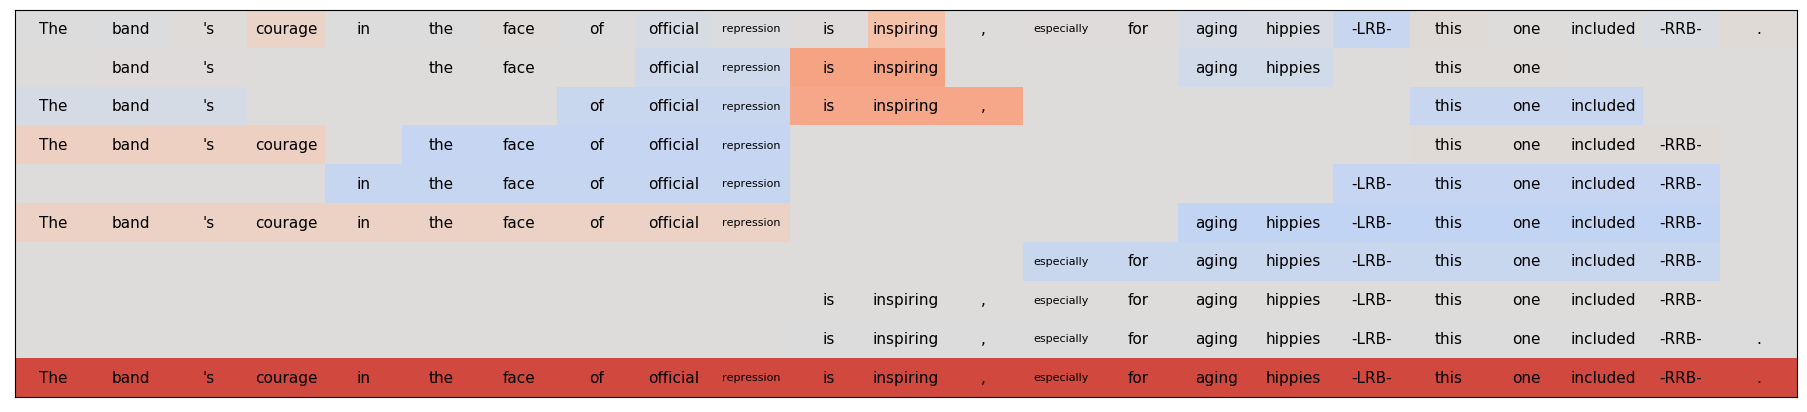 The band 's courage in the face of official repression is inspiring , especially for aging hippies -LRB- this one included -RRB- .
band 's the face official repression is inspiring aging hippies this one
The band 's of official repression is inspiring , this one included
The band 's courage the face of official repression this one included -RRB-
in the face of official repression -LRB- this one included -RRB-
The band 's courage in the face of official repression aging hippies -LRB- this one included -RRB-
especially for aging hippies -LRB- this one included -RRB-
is inspiring , especially for aging hippies -LRB- this one included -RRB-
is inspiring , especially for aging hippies -LRB- this one included -RRB- .
The band 's courage in the face of official repression is inspiring , especially for aging hippies -LRB- this one included -RRB- .